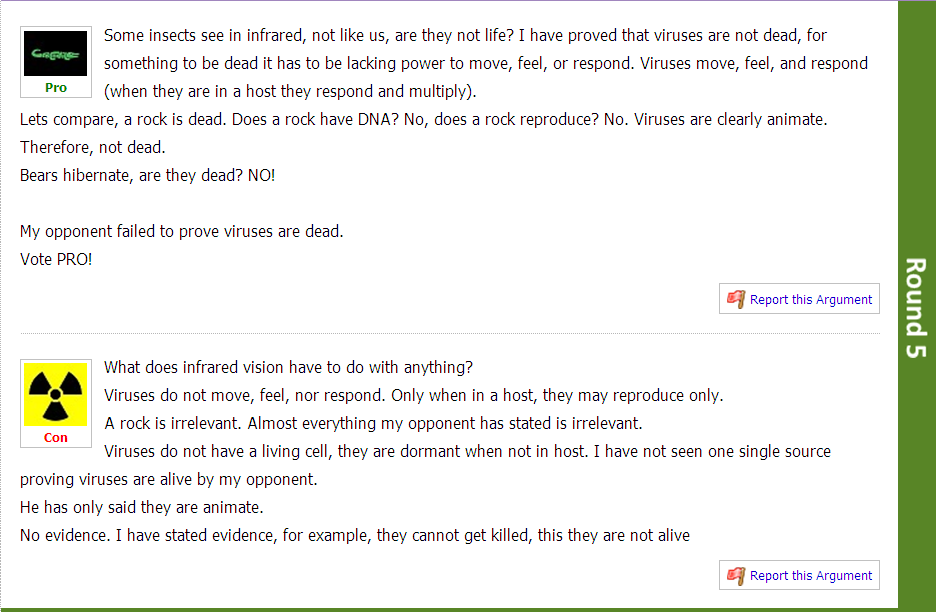 Some insects see in infrared, not like us, are they not life? I have proved that viruses are not dead, for
something to be dead it has to be lacking power to move, feel, or respond. Viruses move, feel, and respond
Pro
(when they are in a host they respond and multiply).
Lets compare, a rock is dead. Does a rock have DNA? No, does a rock reproduce? No. Viruses are clearly animate.
Therefore, not dead.
Bears hibernate, are they dead? NO!
My opponent failed to prove viruses are dead.
Vote PRO!
Report this Argument
Round 5
What does infrared vision have to do with anything?
Viruses do not move, feel, nor respond. Only when in a host, they may reproduce only.
A rock is irrelevant. Almost everything my opponent has stated is irrelevant.
Con
Viruses do not have a living cell, they are dormant when not in host. I have not seen one single source
proving viruses are alive by my opponent.
He has only said they are animate.
No evidence. I have stated evidence, for example, they cannot get killed, this they are not alive
Report this Argument